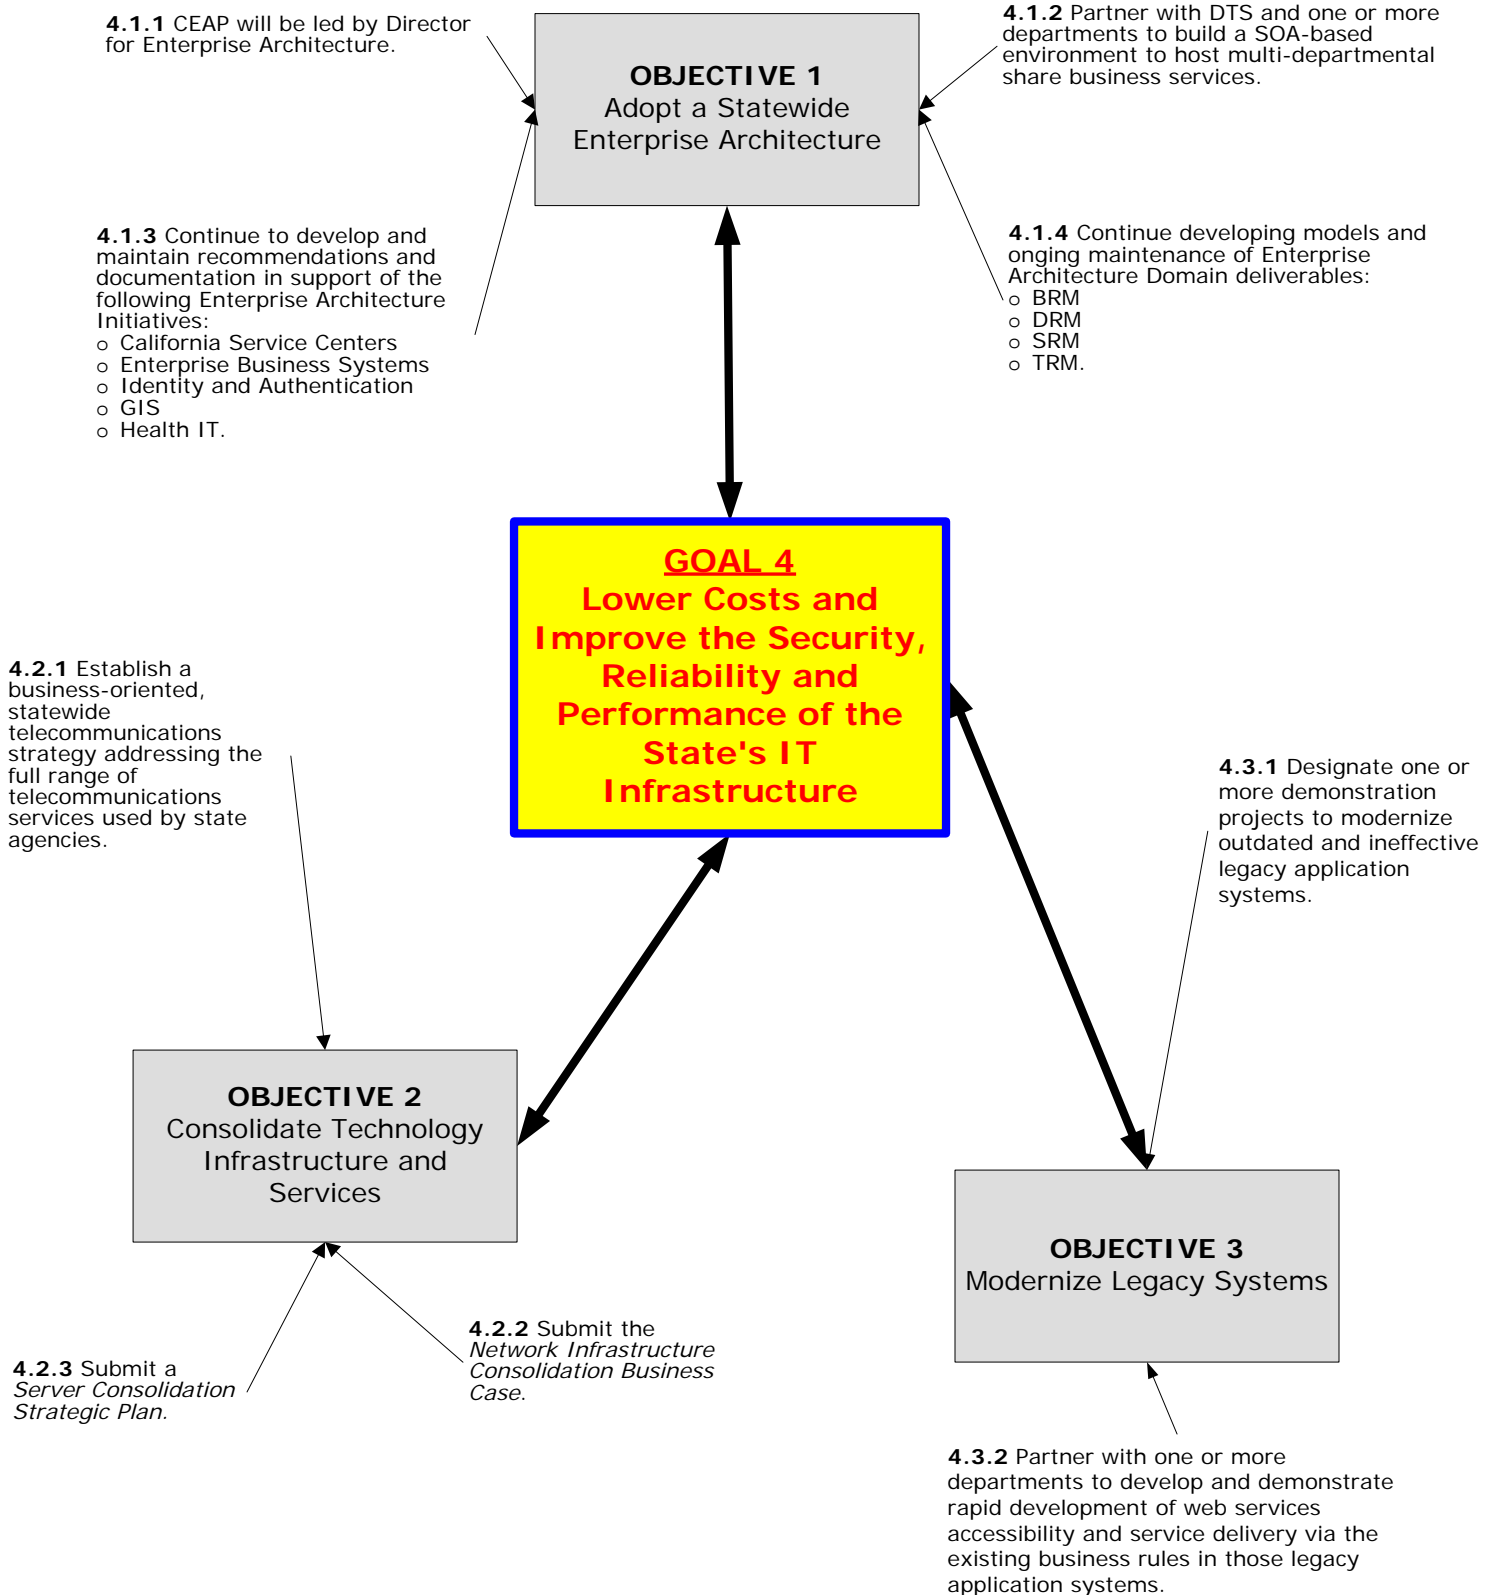 4.1.1 CEAP will be led by Director
for Enterprise Architecture.
OBJECTIVE 1
Adopt a Statewide
Enterprise Architecture
4.1.2 Partner with DTS and one or more
departments to build a SOA-based
environment to host multi-departmental
share business services.
4.1.3 Continue to develop and
maintain recommendations and
documentation in support of the
following Enterprise Architecture
Initiatives:
o California Service Centers
o Enterprise Business Systems
o Identity and Authentication
o GIS
o Health IT.
4.1.4 Continue developing models and
onging maintenance of Enterprise
Architecture Domain deliverables:
o BRM
o DRM
o SRM
o TRM.
GOAL 4
Lower Costs and
Improve the Security,
Reliability and
Performance of the
State's IT
Infrastructure
4.2.1 Establish a
business-oriented,
statewide
telecommunications
strategy addressing the
full range of
telecommunications
services used by state
agencies.
4.3.1 Designate one or
more demonstration
projects to modernize
outdated and ineffective
legacy application
systems.
OBJECTIVE 2
Consolidate Technology
Infrastructure and
Services
OBJECTIVE 3
Modernize Legacy Systems
4.2.3 Submit a
Server Consolidation
Strategic Plan.
4.2.2 Submit the
Network Infrastructure
Consolidation Business
Case.
4.3.2 Partner with one or more
departments to develop and demonstrate
rapid development of web services
accessibility and service delivery via the
existing business rules in those legacy
application systems.